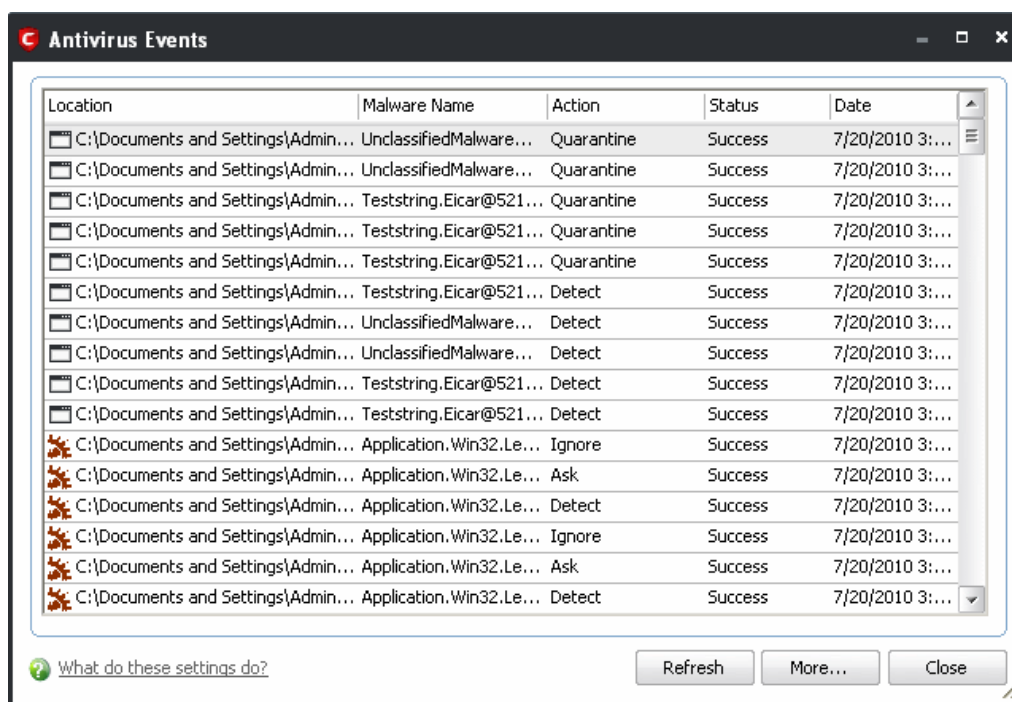 Antivirus Events
Location Malware Name Action Status Date
C:\Documents and Settings\Admin... UnclassifiedMalware... Quarantine Success 7/20/2010 3:...
C:\Documents and Settings\Admin... UnclassifiedMalware... Quarantine Success 7/20/2010 3:...
C:\Documents and Settings\Admin... Teststring.Eicar@521... Quarantine Success 7/20/2010 3:...
C:\Documents and Settings\Admin... Teststring.Eicar@521... Quarantine Success 7/20/2010 3:...
C:\Documents and Settings\Admin... Teststring.Eicar@521... Quarantine Success 7/20/2010 3:...
C:\Documents and Settings\Admin... Teststring.Eicar@521... Detect Success 7/20/2010 3:...
C:\Documents and Settings\Admin... UnclassifiedMalware... Detect Success 7/20/2010 3:...
C:\Documents and Settings\Admin... UnclassifiedMalware... Detect Success 7/20/2010 3:...
C:\Documents and Settings\Admin... Teststring.Eicar@521... Detect Success 7/20/2010 3:...
C:\Documents and Settings\Admin... Teststring.Eicar@521... Detect Success 7/20/2010 3:...
C:\Documents and Settings\Admin... Application.Win32.Le... Ignore Success 7/20/2010 3:...
C:\Documents and Settings\Admin... Application.Win32.Le... Ask Success 7/20/2010 3:...
C:\Documents and Settings\Admin... Application.Win32.Le... Detect Success 7/20/2010 3:...
C:\Documents and Settings\Admin... Application.Win32.Le... Ignore Success 7/20/2010 3:...
C:\Documents and Settings\Admin... Application.Win32.Le... Ask Success 7/20/2010 3:...
C:\Documents and Settings\Admin... Application.Win32.Le... Detect Success 7/20/2010 3:...
What do these settings do? Refresh More... Close